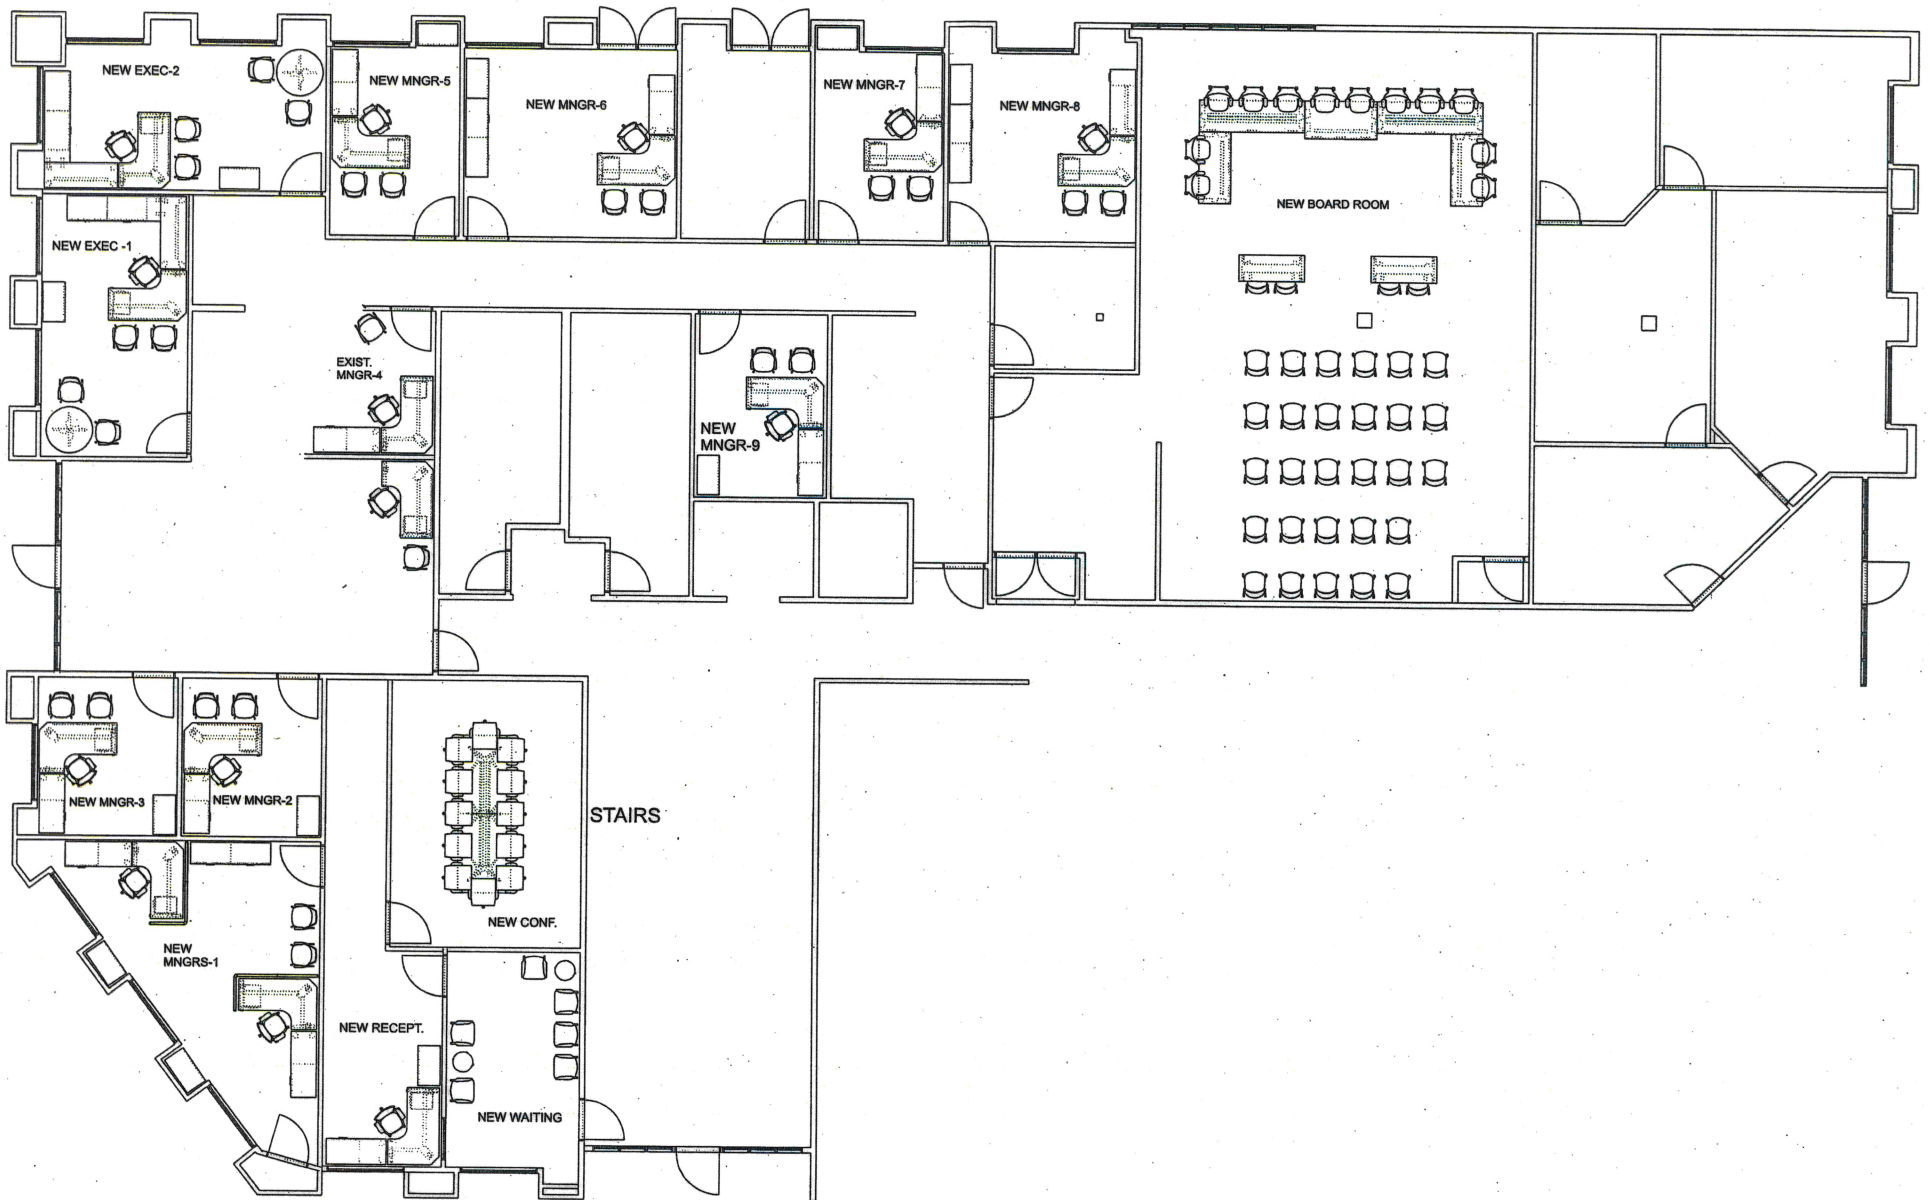 NEW EXEC-2
NEW MNGR-5
NEW MNGR-6
NEW MNGR-7
NEW MNGR-8
NEW BOARD ROOM
NEW EXEC -1
EXIST.
MNGR-4
NEW
MNGR-9
NEW MNGR-3
NEW MNGR-2
STAIRS
NEW CONF.
NEW
MNGRS-1
NEW RECEPT.
NEW WAITING